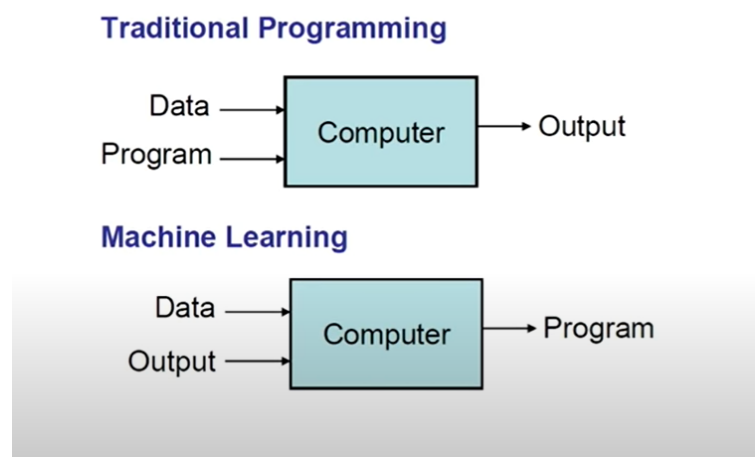 Traditional Programming
Data
Program
Computer
Output
Machine Learning
Data
Output
Computer
Program